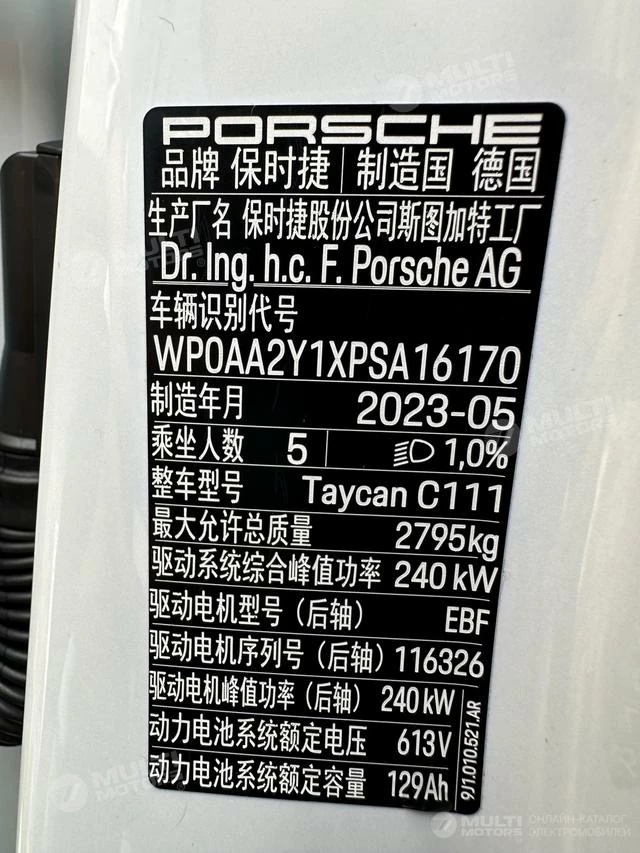 PORSCHE
品牌 保时捷 制造国 德国
生产厂名 保时捷股份公司斯图加特工厂
Dr. Ing. h.c. F. Porsche AG
车辆识别代号
WP0AA2Y1XPSA16170
制造年月 2023-05
乘坐人数 5 1,0%
整车型号 Taycan C111
最大允许总质量 2795kg
驱动系统综合峰值功率 240 kW
驱动电机型号（后轴） EBF
驱动电机序列号（后轴） 116326
驱动电机峰值功率（后轴） 240 kW
动力电池系统额定电压 613V
动力电池系统额定容量 129Ah
9J1.010.521.AR
MULTI MOTORS
ОНЛАЙН-КАТАЛОГ
ЭЛЕКТРОМОБИЛЕЙ